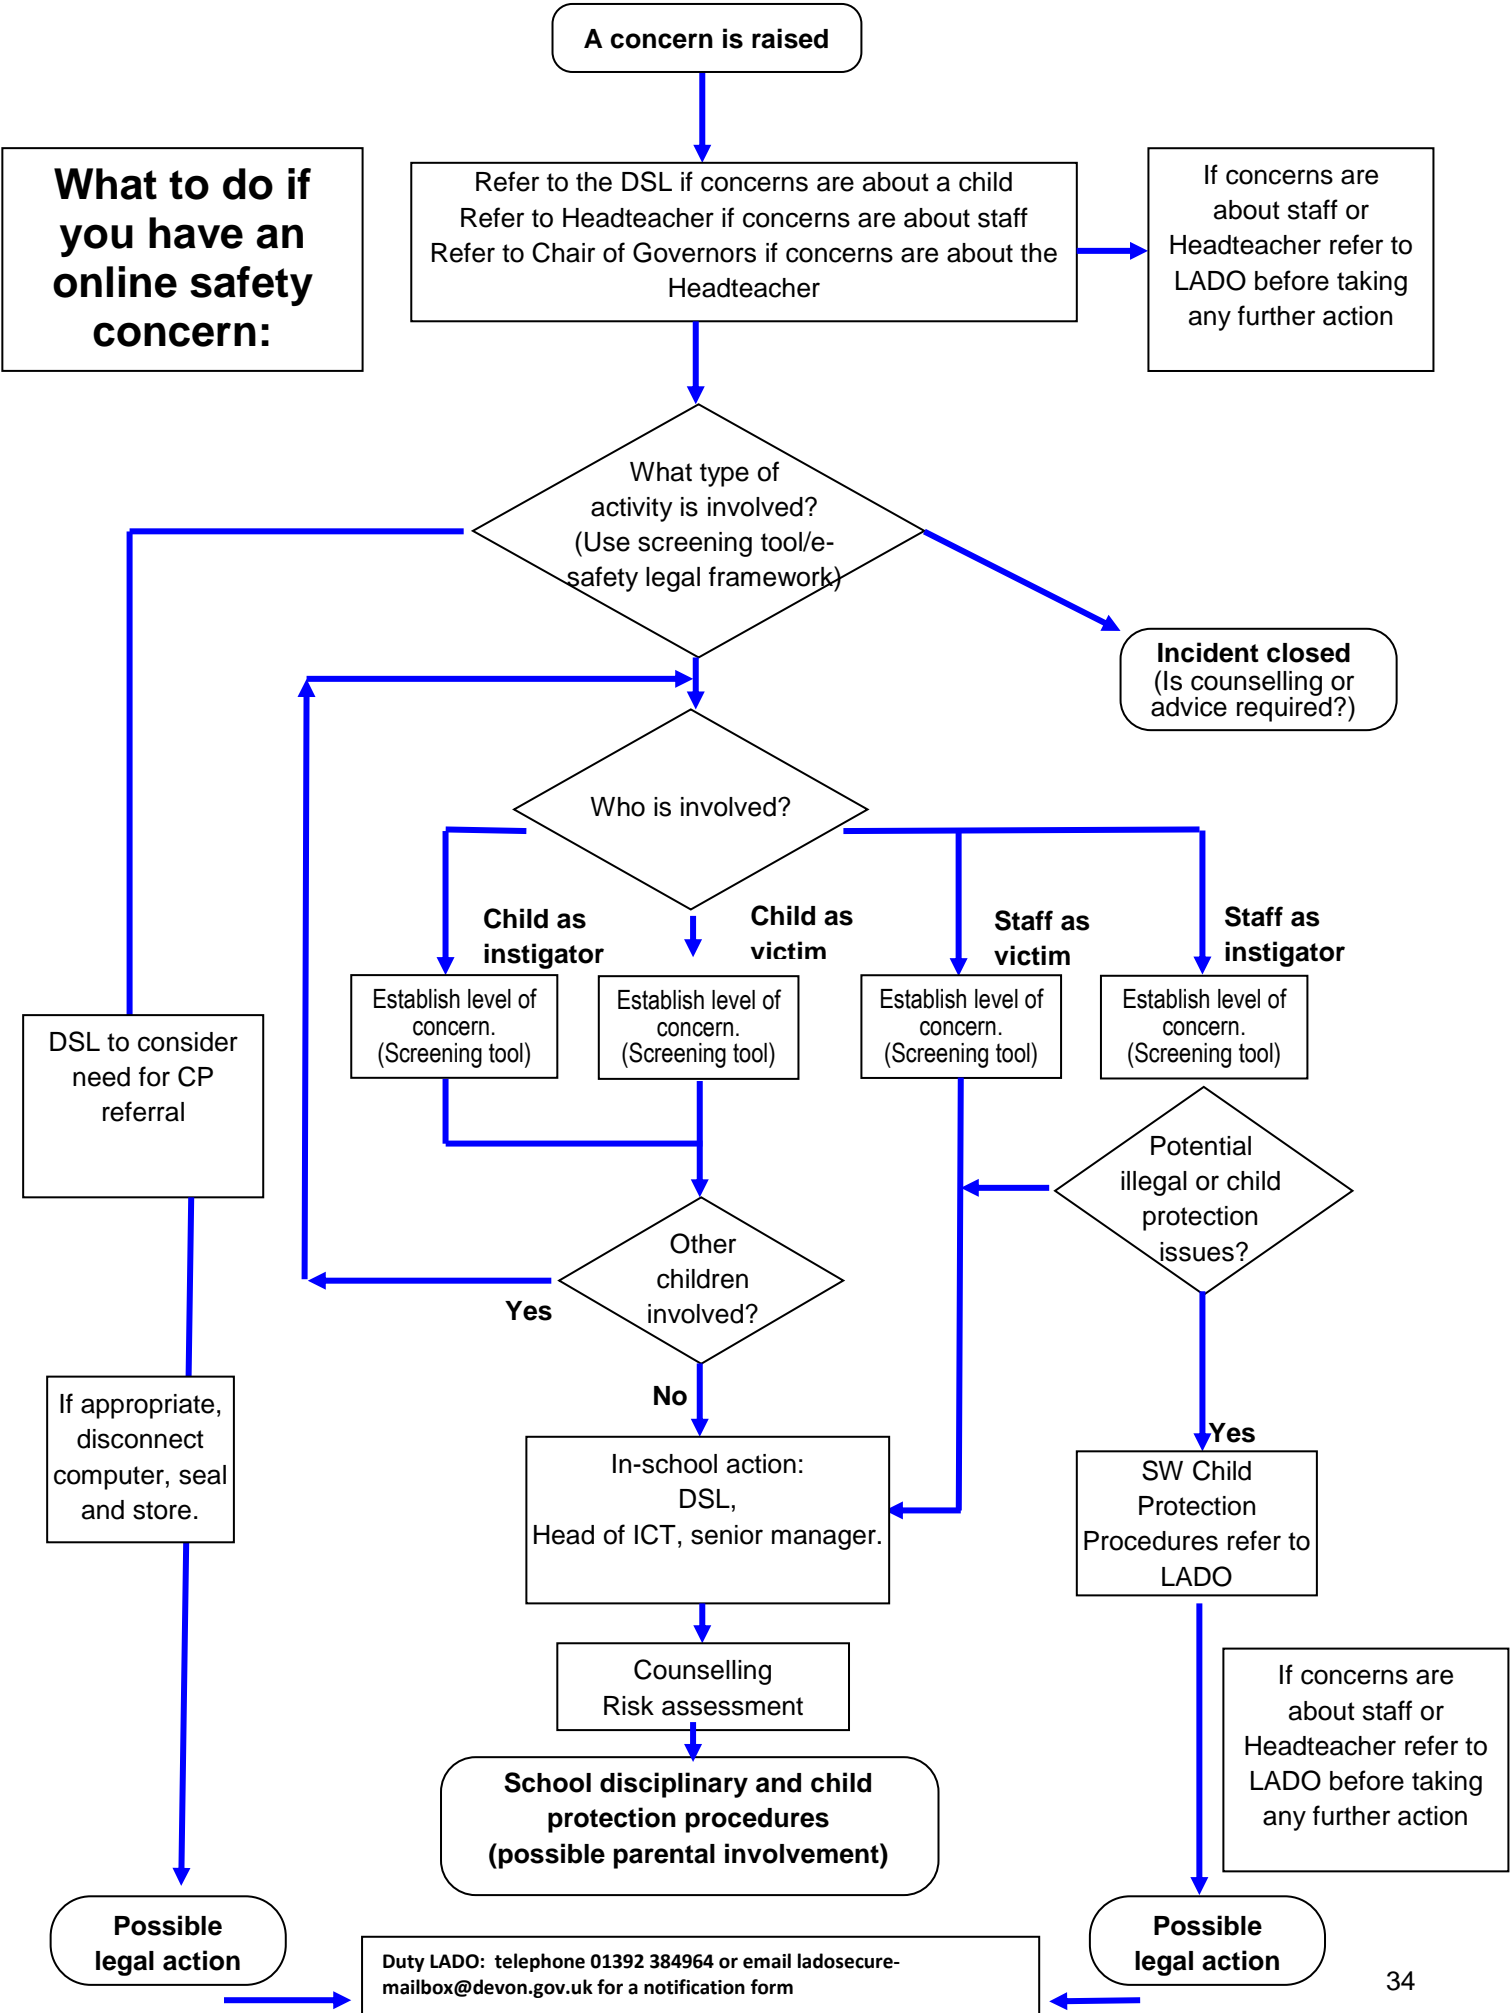 A concern is raised
What to do if
you have an
online safety
concern:
Refer to the DSL if concerns are about a child
Refer to Headteacher if concerns are about staff
Refer to Chair of Governors if concerns are about the
Headteacher
If concerns are
about staff or
Headteacher refer to
LADO before taking
any further action
What type of
activity is involved?
(Use screening tool/e-
safety legal framework)
Incident closed
(Is counselling or
advice required?)
Who is involved?
Child as
instigator
Child as
victim
Staff as
victim
Staff as
instigator
Establish level of
concern.
(Screening tool)
Establish level of
concern.
(Screening tool)
Establish level of
concern.
(Screening tool)
Establish level of
concern.
(Screening tool)
DSL to consider
need for CP
referral
Potential
illegal or child
protection
issues?
Other
children
involved?
Yes
No
If appropriate,
disconnect
computer, seal
and store.
In-school action:
DSL,
Head of ICT, senior manager.
Yes
SW Child
Protection
Procedures refer to
LADO
Counselling
Risk assessment
If concerns are
about staff or
Headteacher refer to
LADO before taking
any further action
School disciplinary and child
protection procedures
(possible parental involvement)
Possible
legal action
Duty LADO: telephone 01392 384964 or email ladosecure-
mailbox@devon.gov.uk for a notification form
Possible
legal action
34